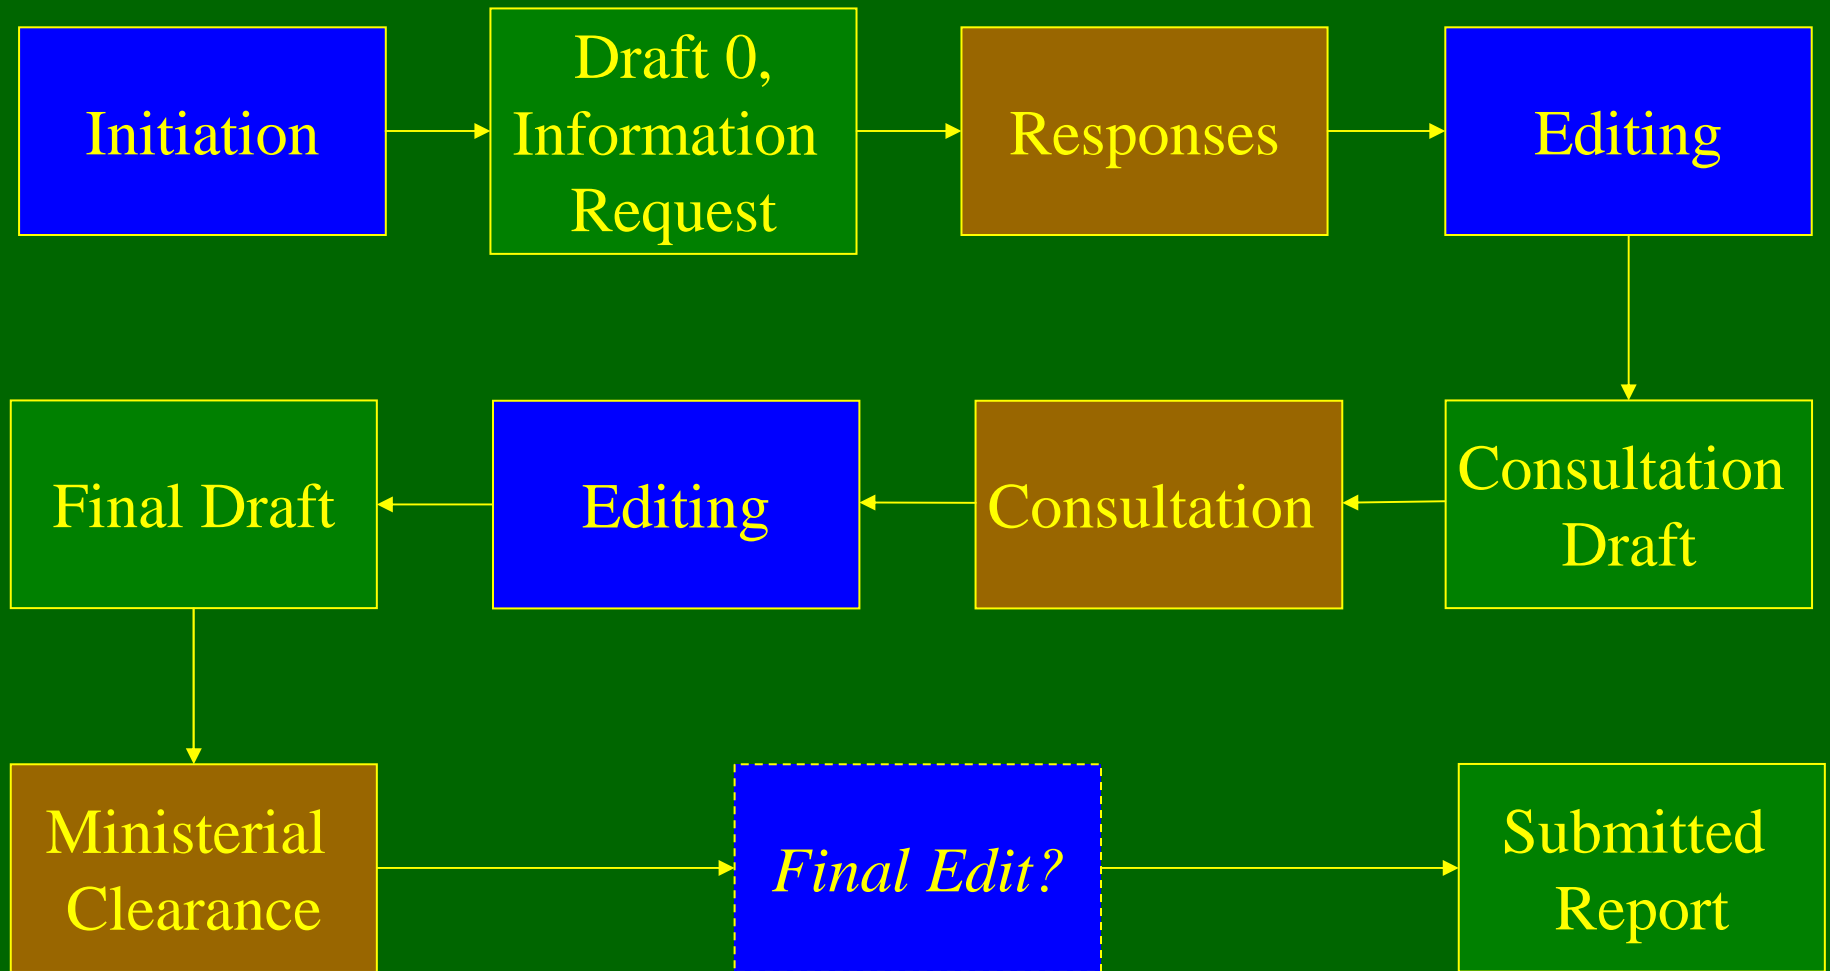 Initiation
Draft 0,
Information
Request
Responses
Editing
Consultation
Draft
Consultation
Editing
Final Draft
Ministerial
Clearance
Final Edit?
Submitted
Report